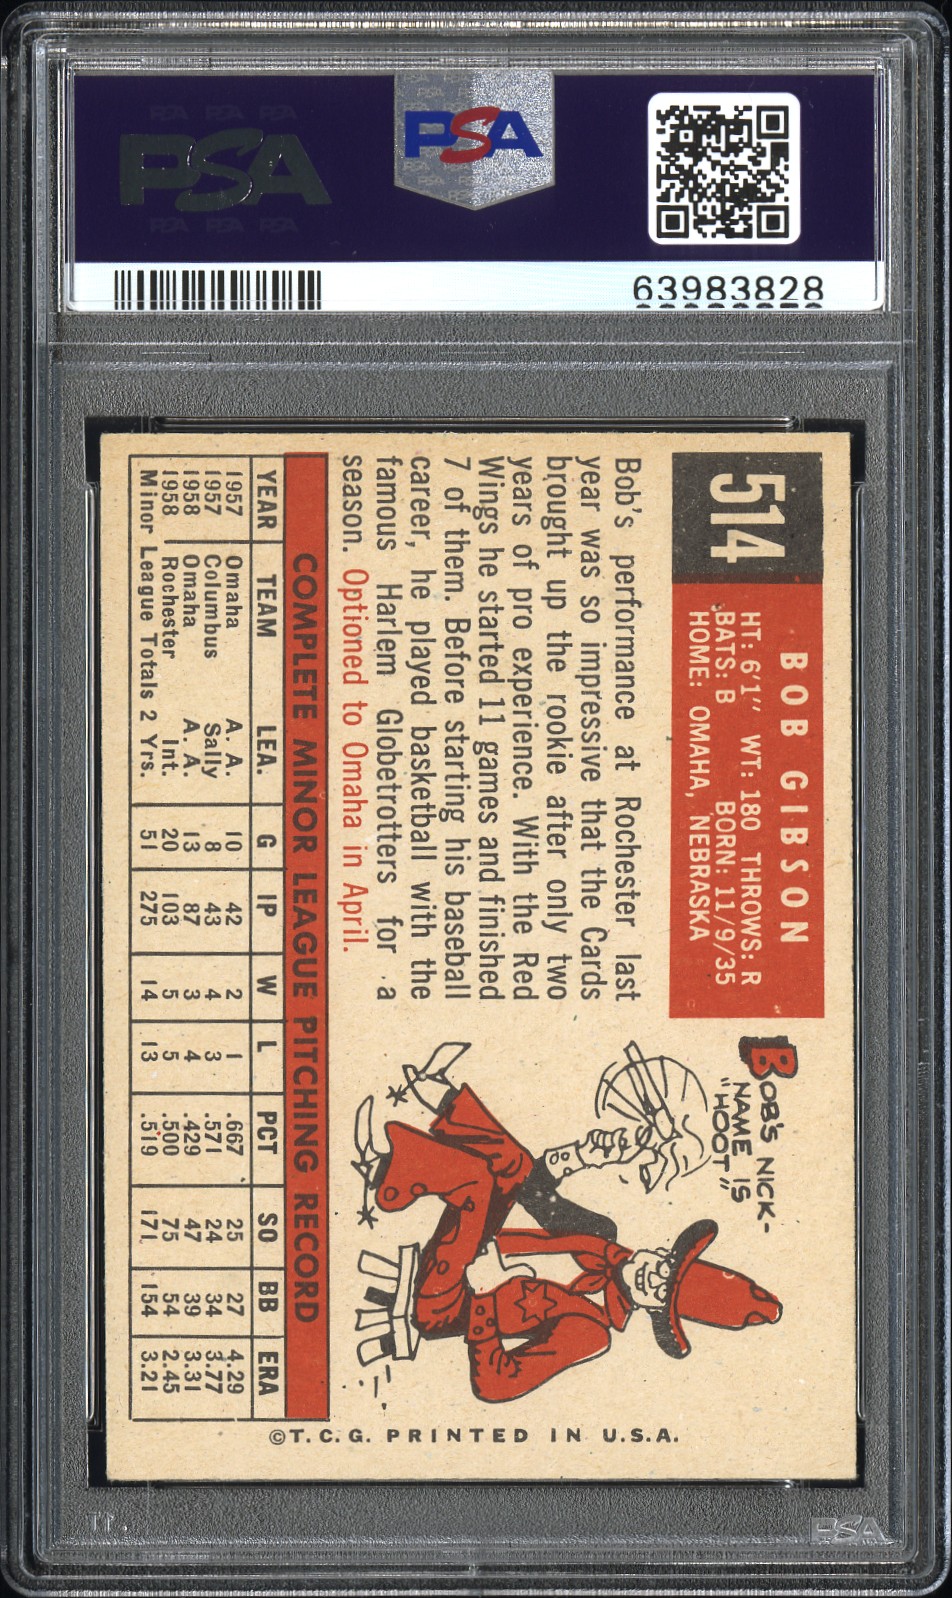 PSA PSA PSA
PSA
PSA PSA PSA
PSA
63983828
514
BOB GIBSON
HT: 6'1" WT: 180 THROWS: R
BATS: B BORN: 11/9/35
HOME: OMAHA, NEBRASKA
Bob's performance at Rochester last
year was so impressive that the Cards
brought up the rookie after only two
years of pro experience. With the Red
Wings he started 11 games and finished
7 of them. Before starting his baseball
career, he played basketball with the
famous Harlem Globetrotters for a
season. Optioned to Omaha in April.
BOB'S NICK-
NAME IS
"HOOT"
COMPLETE MINOR LEAGUE PITCHING RECORD
YEAR TEAM LEA. G IP W L PCT SO BB ERA
1957 Omaha A. A. 10 42 2 1 .667 25 27 4.29
1957 Columbus Sally 8 43 4 3 .571 24 34 3.77
1958 Omaha A. A. 13 87 3 4 .429 47 39 3.31
1958 Rochester Int. 20 103 5 5 .500 75 54 2.45
Minor League Totals 2 Yrs. 51 275 14 13 .519 171 154 3.21
©T.C.G. PRINTED IN U.S.A.
PSA